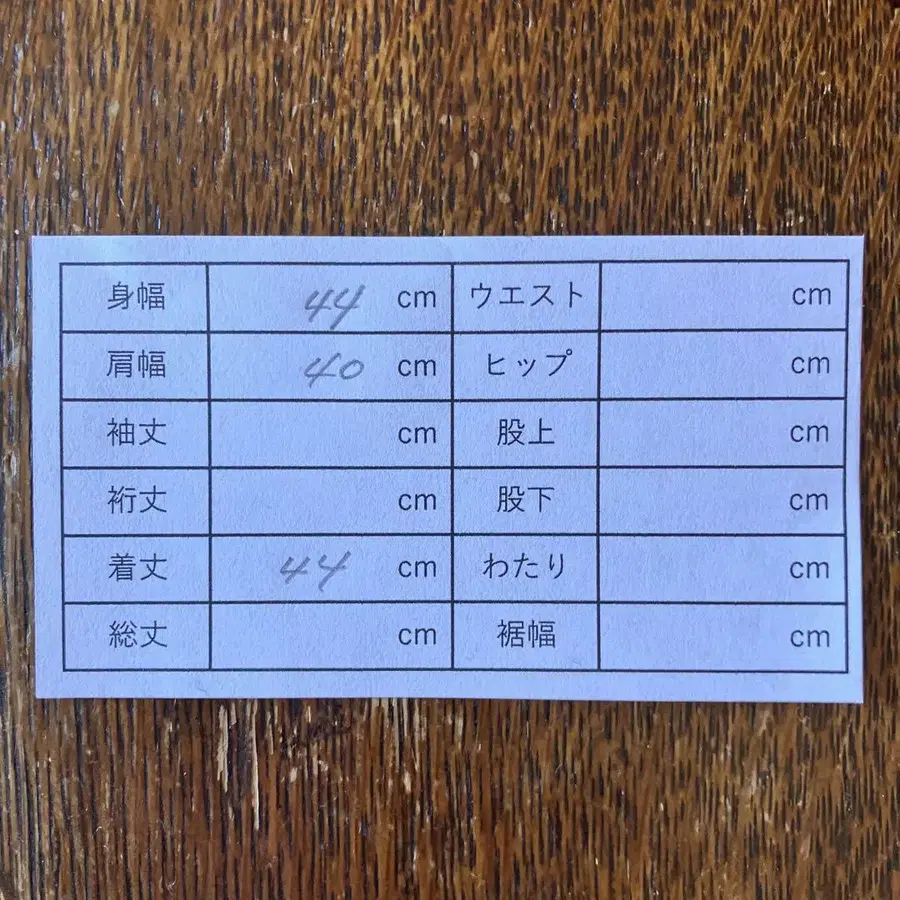 身幅 44 cm ウエスト cm
肩幅 40 cm ヒップ cm
袖丈 cm 股上 cm
裄丈 cm 股下 cm
着丈 44 cm わたり cm
総丈 cm 裾幅 cm